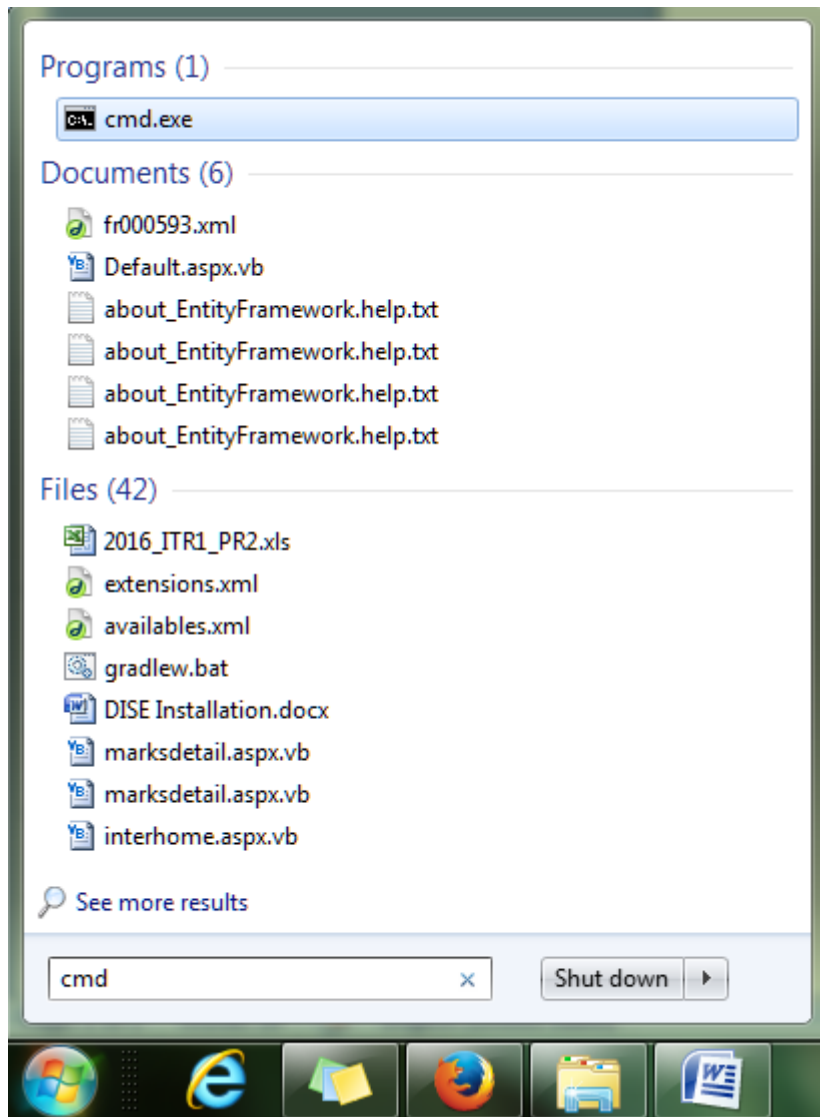 Programs (1)
cmd.exe
Documents (6)
fr000593.xml
Default.aspx.vb
about_EntityFramework.help.txt
about_EntityFramework.help.txt
about_EntityFramework.help.txt
about_EntityFramework.help.txt
Files (42)
2016_ITR1_PR2.xls
extensions.xml
availables.xml
gradlew.bat
DISE Installation.docx
marksdetail.aspx.vb
marksdetail.aspx.vb
interhome.aspx.vb
See more results
cmd
Shut down